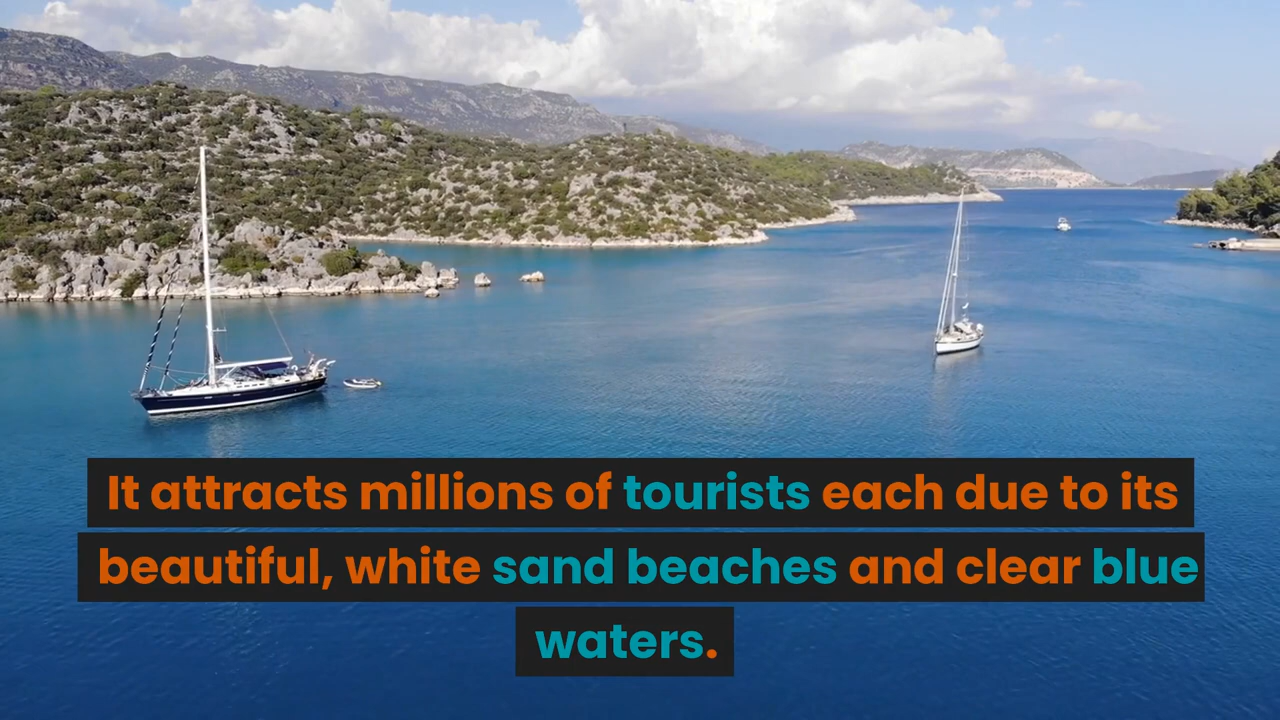 It attracts millions of tourists each due to its
beautiful, white sand beaches and clear blue
waters.